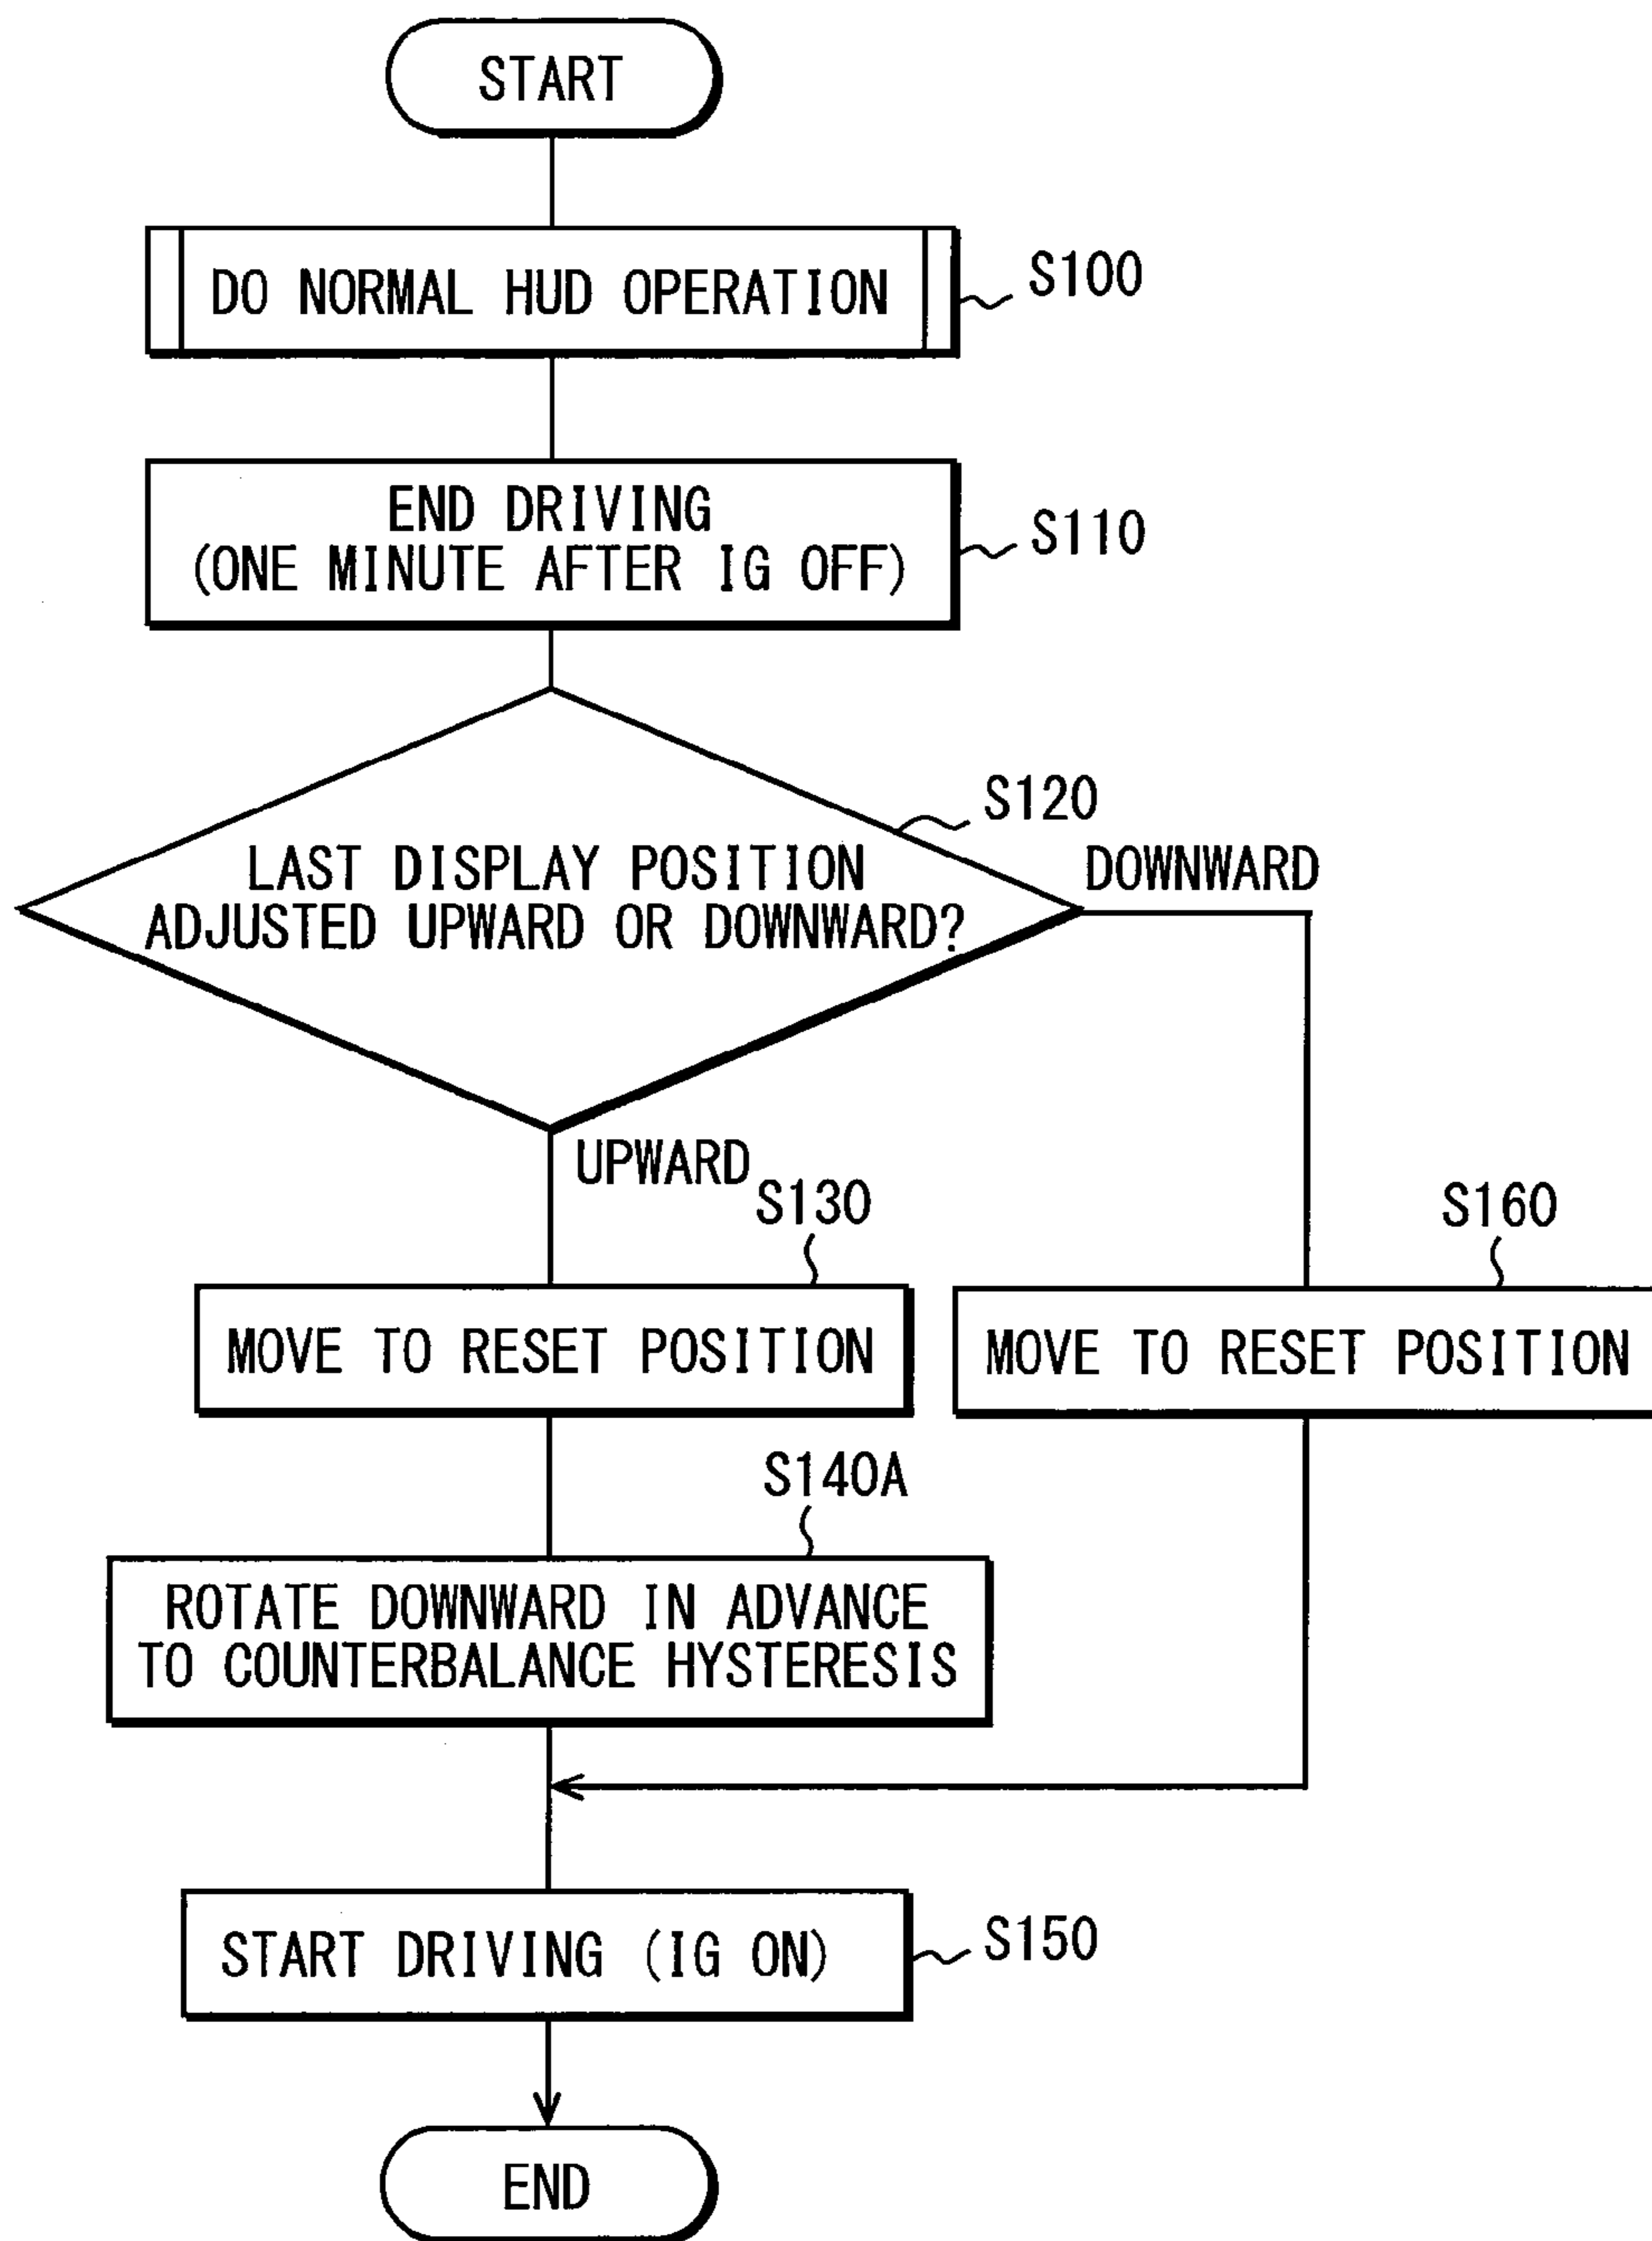 START
DO NORMAL HUD OPERATION
S100
END DRIVING
(ONE MINUTE AFTER IG OFF)
S110
S120
LAST DISPLAY POSITION
ADJUSTED UPWARD OR DOWNWARD?
DOWNWARD
UPWARD
S130
MOVE TO RESET POSITION
S160
MOVE TO RESET POSITION
S140A
ROTATE DOWNWARD IN ADVANCE
TO COUNTERBALANCE HYSTERESIS
START DRIVING (IG ON)
S150
END